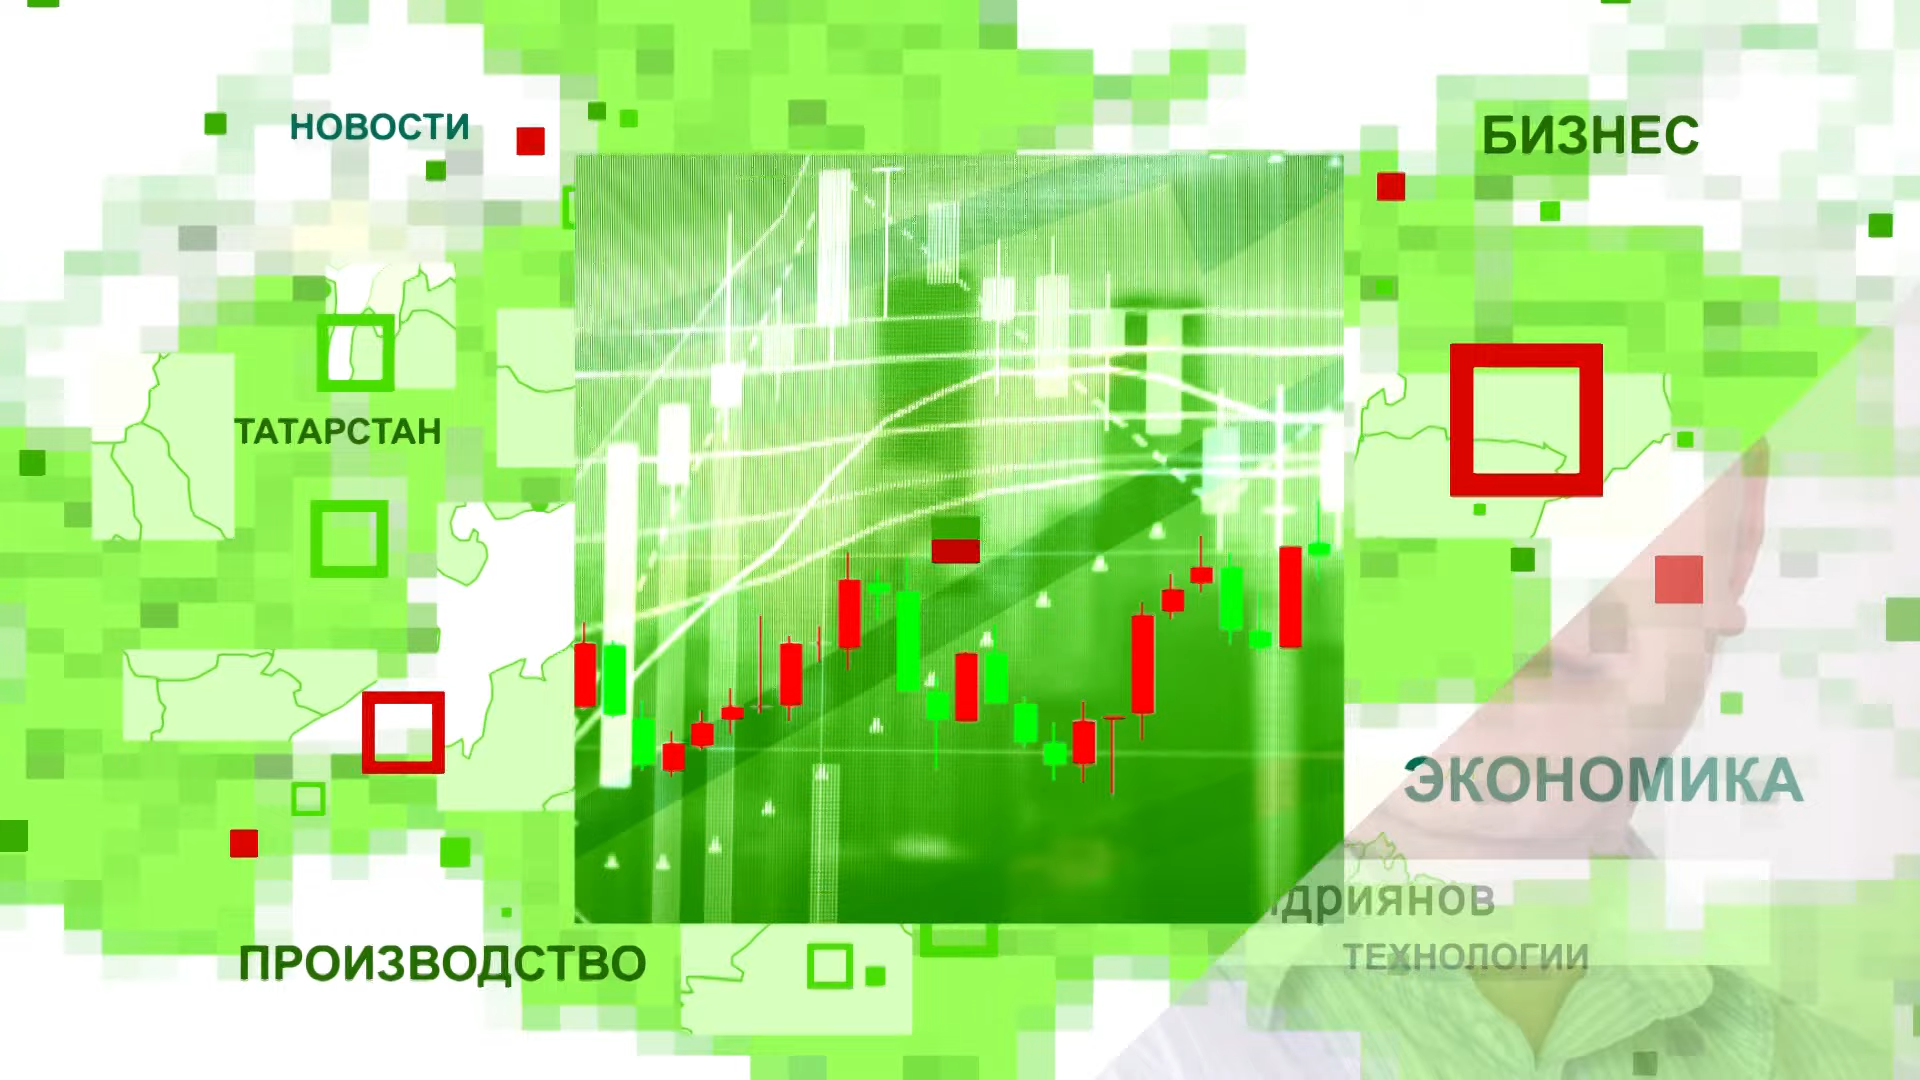 НОВОСТИ
БИЗНЕС
ТАТАРСТАН
ЭКОНОМИКА
ПРОИЗВОДСТВО
ТЕХНОЛОГИИ